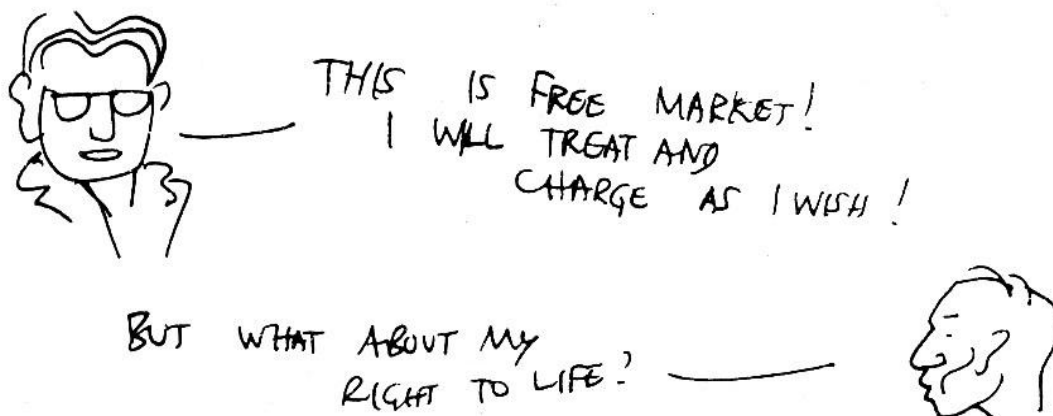 THIS IS FREE MARKET!
I WILL TREAT AND
CHARGE AS I WISH!
BUT WHAT ABOUT MY
RIGHT TO LIFE?